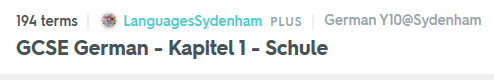 194 terms LanguagesSydenham PLUS German Y10@Sydenham
GCSE German - Kapitel 1 - Schule